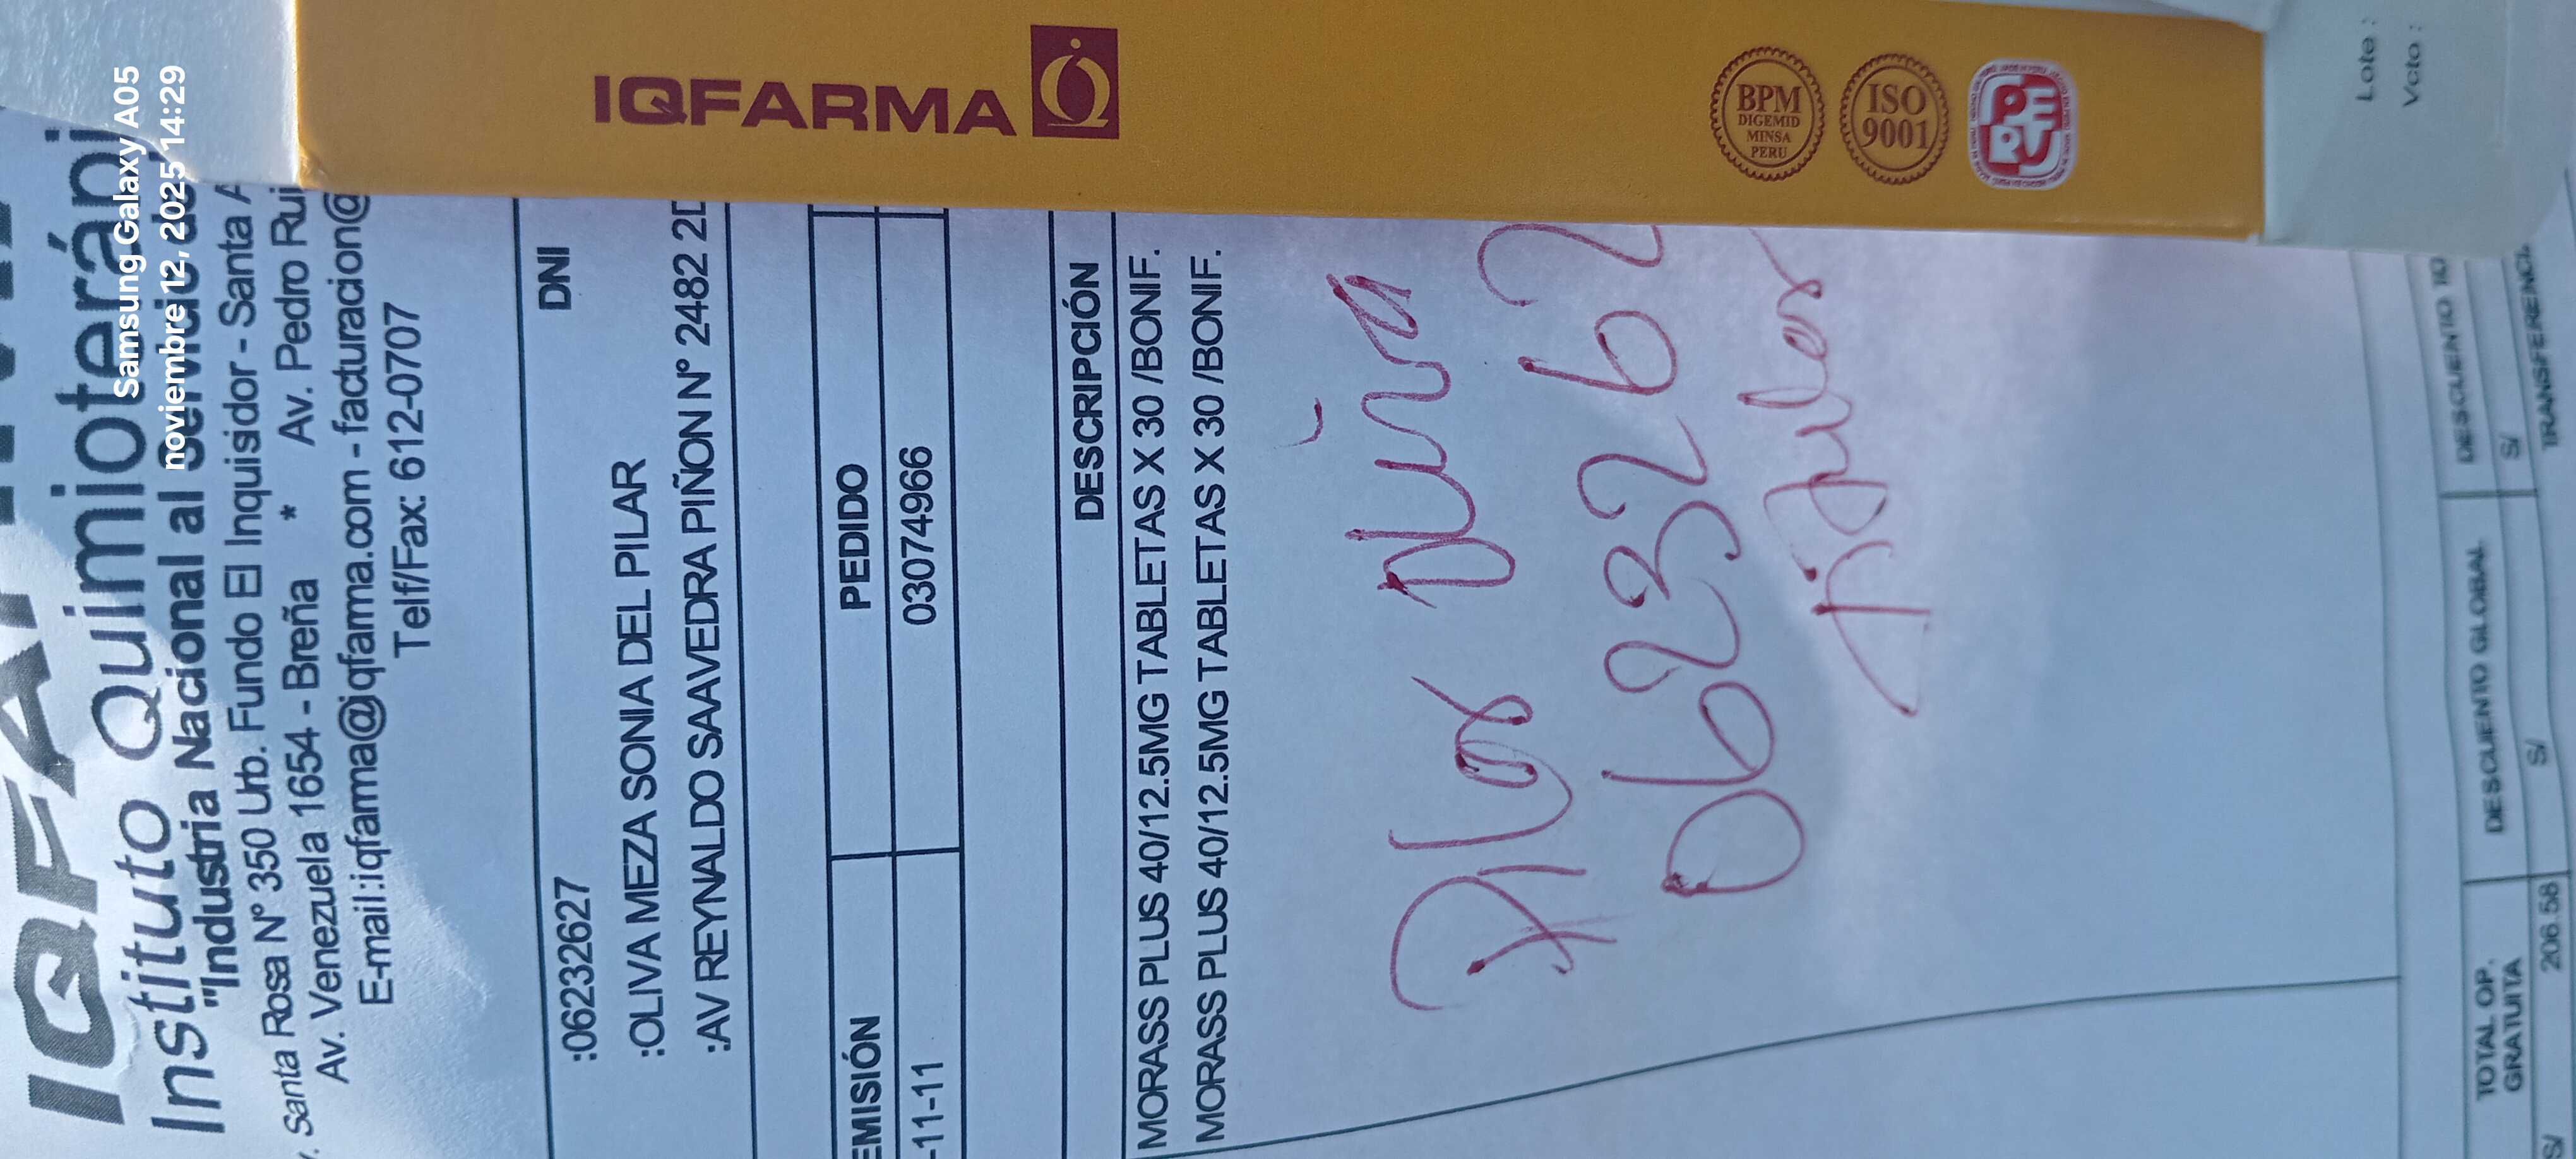 Samsung Galaxy A05
noviembre 12, 2025 14:29
IQFARMA
BPM
DIGEMID
MINSA
PERU
ISO
9001
PERU
Lote :
Vcto :
IQFA
Instituto Quimioterápi
"Industria Nacional al
Santa Rosa N° 350 Urb. Fundo El Inquisidor - Santa A
Av. Venezuela 1654 - Breña * Av. Pedro Rui
E-mail:iqfarma@iqfarma.com - facturacion@
Telf/Fax: 612-0707
:06232627 DNI
:OLIVA MEZA SONIA DEL PILAR
:AV REYNALDO SAAVEDRA PIÑON N° 2482 2D
EMISIÓN PEDIDO
-11-11 03074966
DESCRIPCIÓN
MORASS PLUS 40/12.5MG TABLETAS X 30 /BONIF.
MORASS PLUS 40/12.5MG TABLETAS X 30 /BONIF.
0623262
TOTAL OP. GRATUITA DESCUENTO GLOBAL DESCUENTO
S/ 206.58 S/ S/
TRANSFERENCI